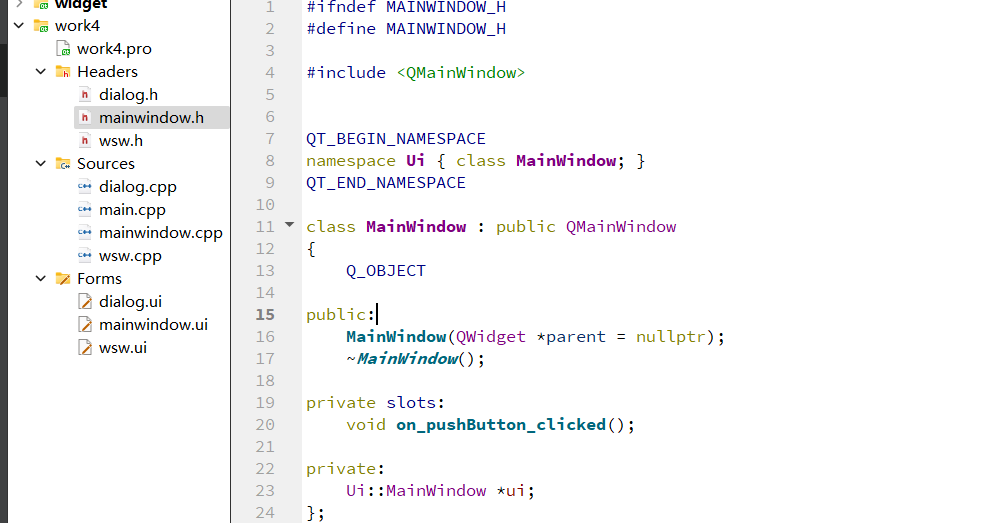 widget
work4
work4.pro
Headers
dialog.h
mainwindow.h
wsw.h
Sources
dialog.cpp
main.cpp
mainwindow.cpp
wsw.cpp
Forms
dialog.ui
mainwindow.ui
wsw.ui
1 #ifndef MAINWINDOW_H
2 #define MAINWINDOW_H
3
4 #include <QMainWindow>
5
6
7 QT_BEGIN_NAMESPACE
8 namespace Ui { class MainWindow; }
9 QT_END_NAMESPACE
10
11 class MainWindow : public QMainWindow
12 {
13     Q_OBJECT
14
15 public:
16     MainWindow(QWidget *parent = nullptr);
17     ~MainWindow();
18
19 private slots:
20     void on_pushButton_clicked();
21
22 private:
23     Ui::MainWindow *ui;
24 };